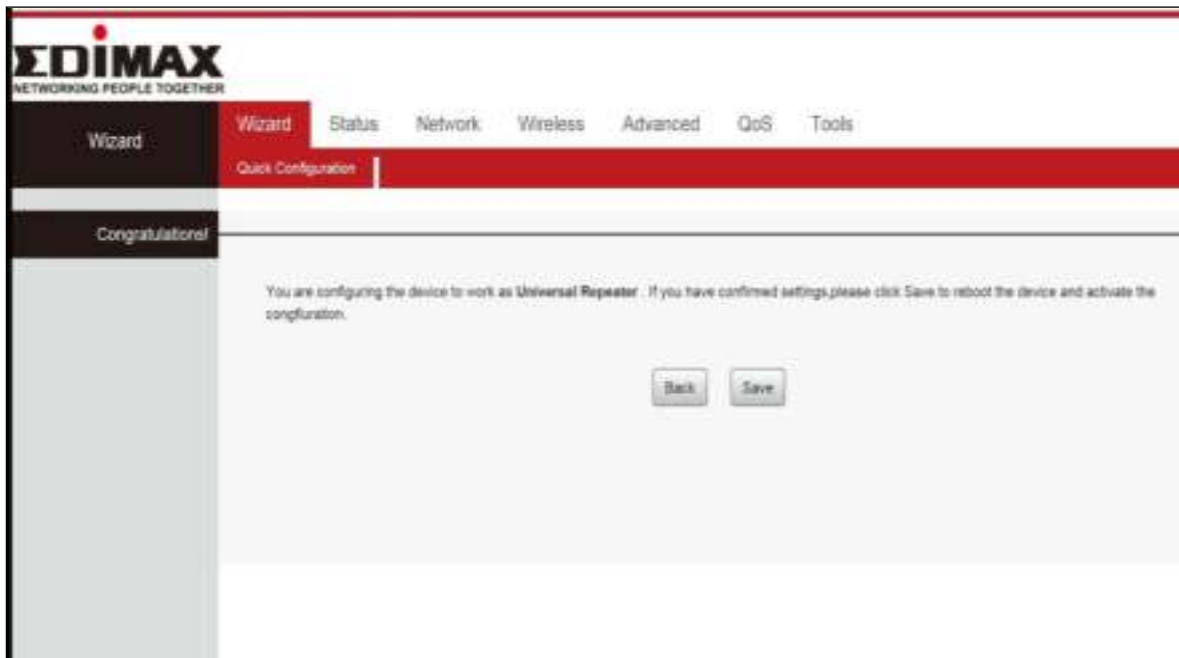 EDIMAX
NETWORKING PEOPLE TOGETHER
Wizard
Wizard Status Network Wireless Advanced QoS Tools
Quick Configuration
Congratulations!
You are configuring the device to work as Universal Repeater . If you have confirmed settings,please click Save to reboot the device and activate the
congfiuration.
Back Save